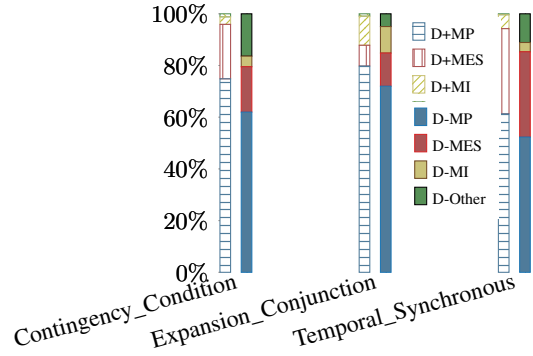 100%
80%
60%
40%
20%
0%
D+MP
D+MES
D+MI
D-MP
D-MES
D-MI
D-Other
Contingency_Condition
Expansion_Conjunction
Temporal_Synchronous